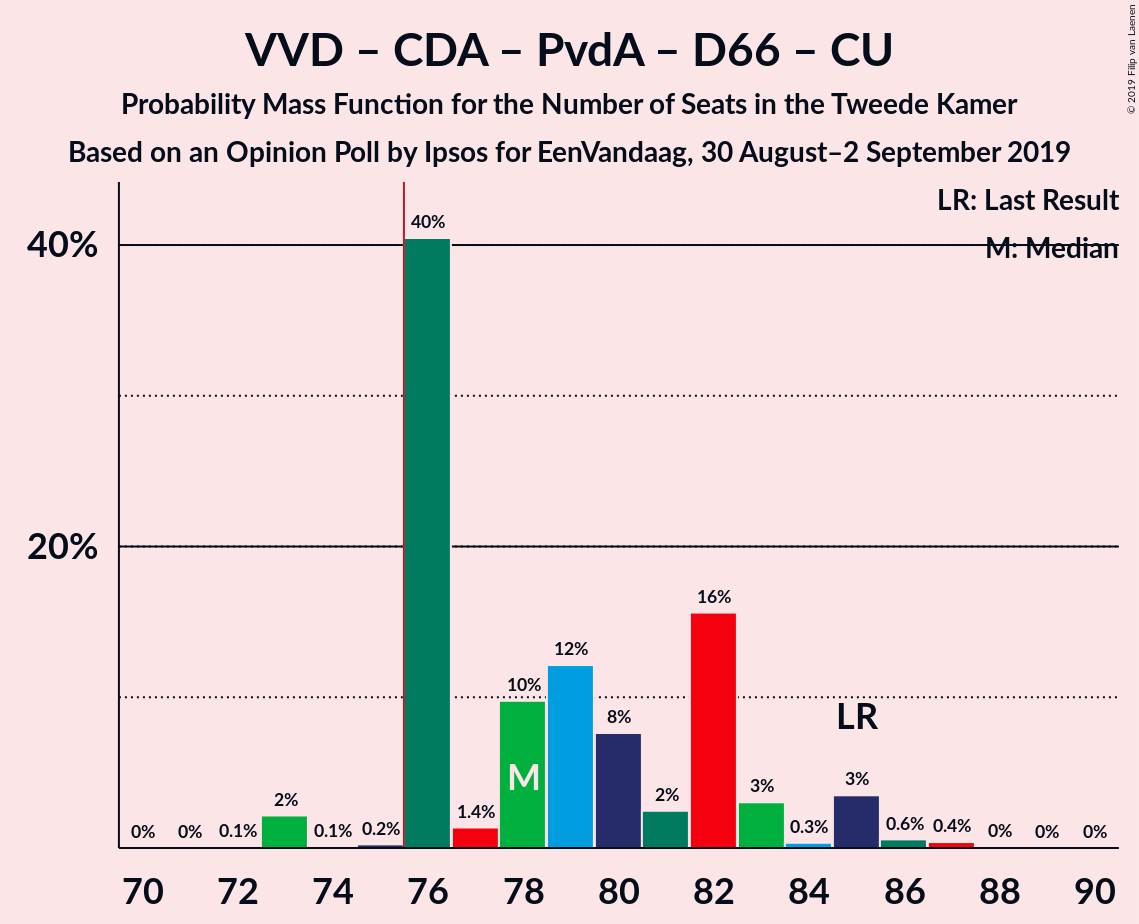 VVD – CDA – PvdA – D66 – CU
Probability Mass Function for the Number of Seats in the Tweede Kamer
Based on an Opinion Poll by Ipsos for EenVandaag, 30 August–2 September 2019
© 2019 Filip van Laenen
LR: Last Result
M: Median
40%
20%
0%
0%
0.1%
2%
0.1%
0.2%
40%
1.4%
10%
12%
8%
2%
16%
3%
0.3%
3%
0.6%
0.4%
0%
0%
0%
M
LR
70 72 74 76 78 80 82 84 86 88 90